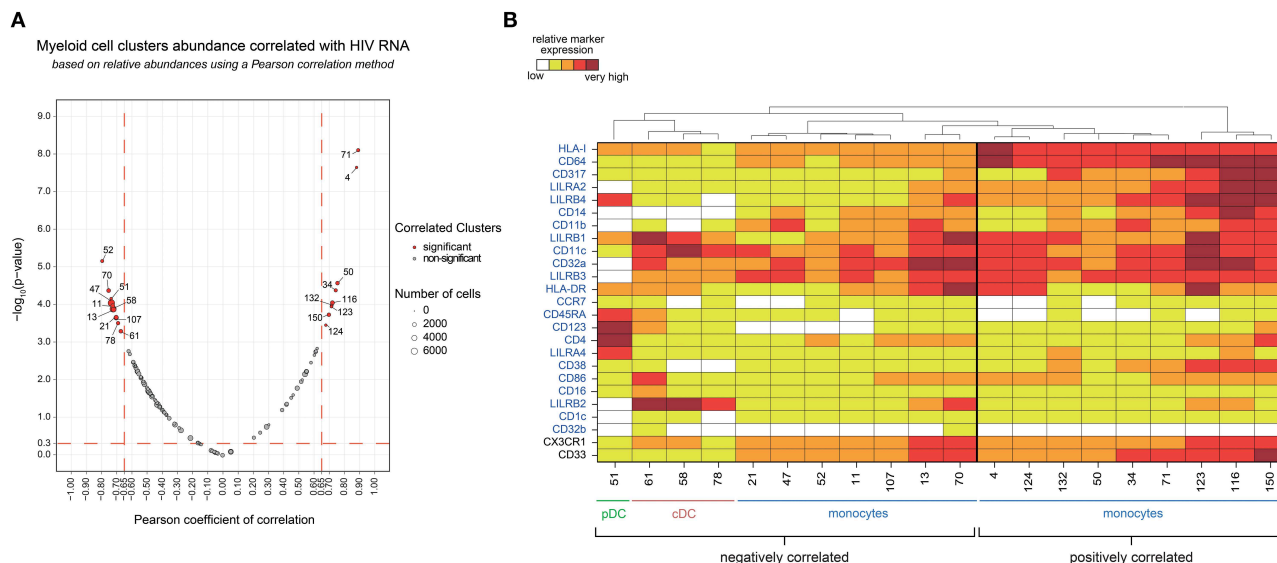 A
Myeloid cell clusters abundance correlated with HIV RNA
based on relative abundances using a Pearson correlation method
−log10(p−value)
9.0
8.0
7.0
6.0
5.0
4.0
3.0
2.0
1.0
0.3
0.0
71
4
52
70
47
51
11
58
13
21
107
78
61
50
34
132
116
123
150
124
−1.00
−0.90
−0.80
−0.70
−0.65
−0.60
−0.50
−0.40
−0.30
−0.20
−0.10
0.00
0.10
0.20
0.30
0.40
0.50
0.60
0.65
0.70
0.80
0.90
1.00
Pearson coefficient of correlation
Correlated Clusters
significant
non-significant
Number of cells
0
2000
4000
6000
B
relative marker
expression
low very high
HLA-I
CD64
CD317
LILRA2
LILRB4
CD14
CD11b
LILRB1
CD11c
CD32a
LILRB3
HLA-DR
CCR7
CD45RA
CD123
CD4
LILRA4
CD38
CD86
CD16
LILRB2
CD1c
CD32b
CX3CR1
CD33
51 61 58 78 21 47 52 11 107 13 70 4 124 132 50 34 71 123 116 150
pDC cDC monocytes monocytes
negatively correlated positively correlated